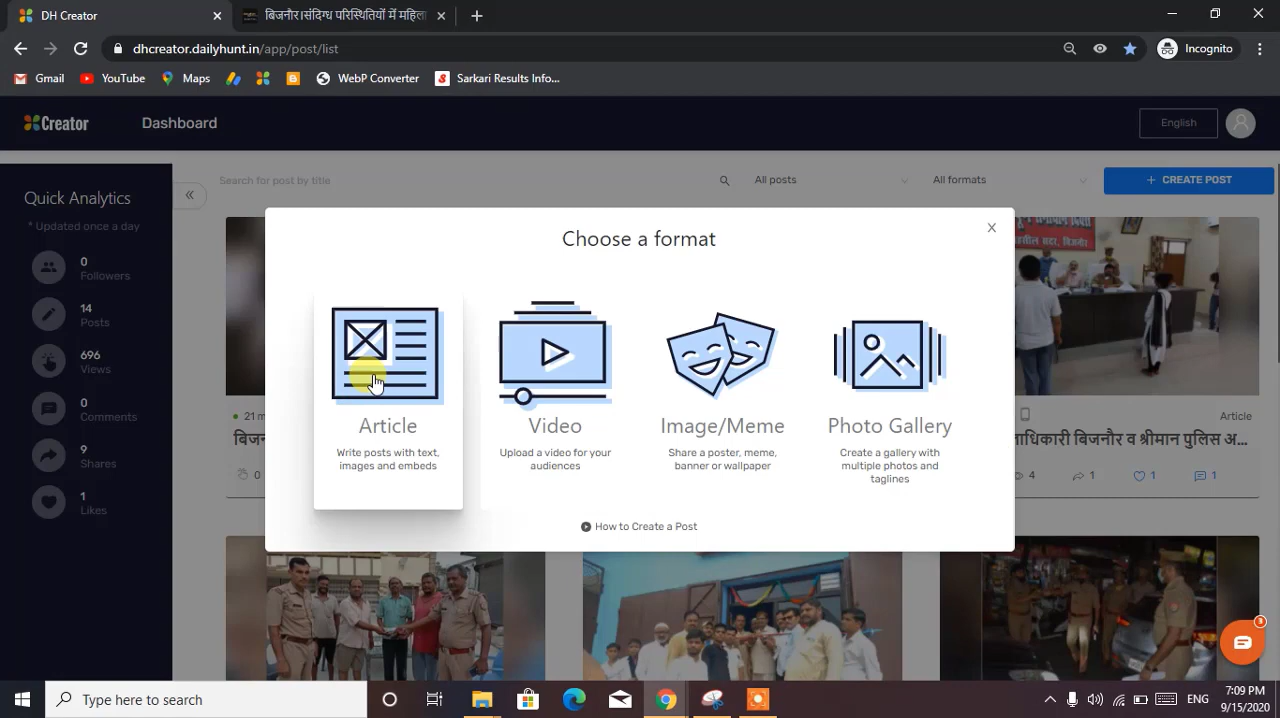 DH Creator
बिजनौर।संदिग्ध परिस्थितियों में महिला
dhcreator.dailyhunt.in/app/post/list
Incognito
Gmail
YouTube
Maps
WebP Converter
Sarkari Results Info...
Creator
Dashboard
English
Quick Analytics
* Updated once a day
0
Followers
14
Posts
696
Views
0
Comments
9
Shares
1
Likes
Search for post by title
All posts
All formats
+ CREATE POST
Choose a format
X
Article
Write posts with text,
images and embeds
Video
Upload a video for your
audiences
Image/Meme
Share a poster, meme,
banner or wallpaper
Photo Gallery
Create a gallery with
multiple photos and
taglines
How to Create a Post
21 m
बिजन
0
Article
लाधिकारी बिजनौर व श्रीमान पुलिस अ...
4
1
1
1
3
Type here to search
ENG
7:09 PM
9/15/2020